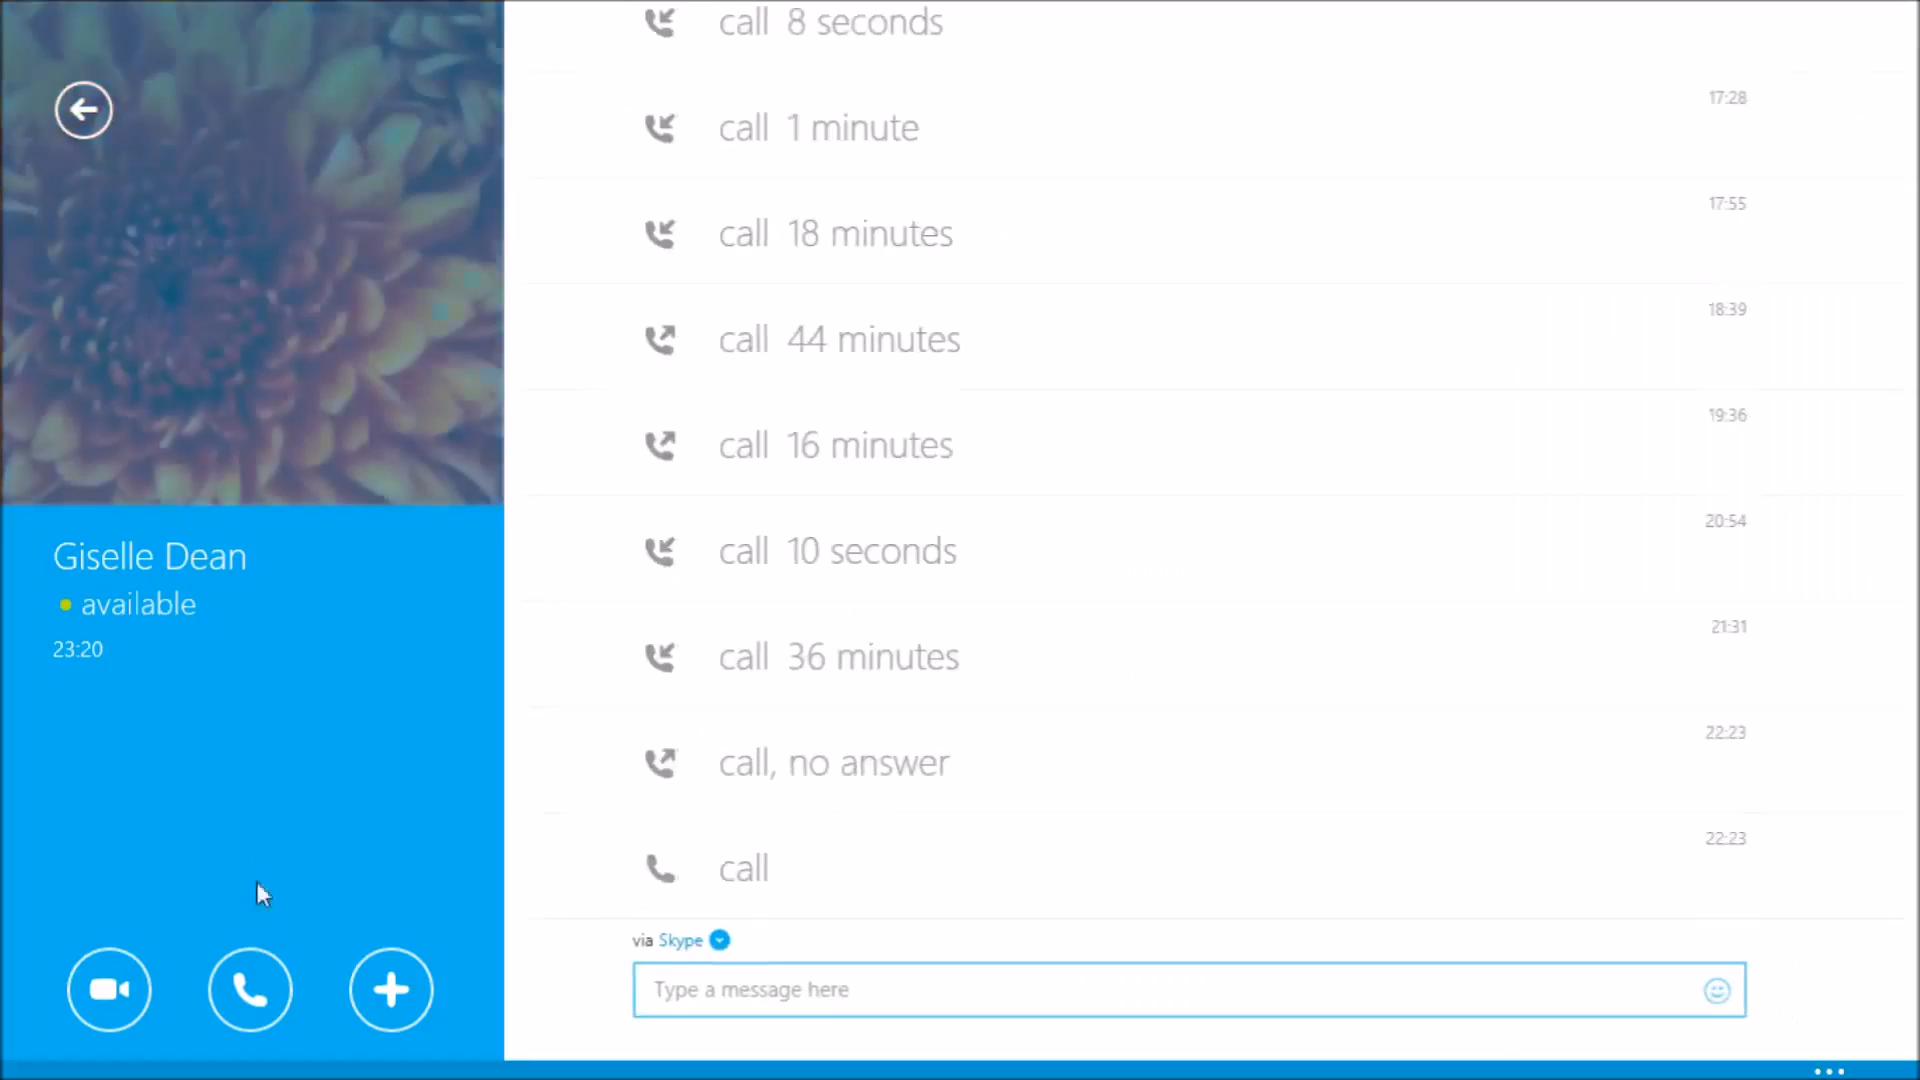 Giselle Dean
available
23:20
call 8 seconds
17:28
call 1 minute
17:55
call 18 minutes
18:39
call 44 minutes
19:36
call 16 minutes
20:54
call 10 seconds
21:31
call 36 minutes
22:23
call, no answer
22:23
call
via Skype
Type a message here